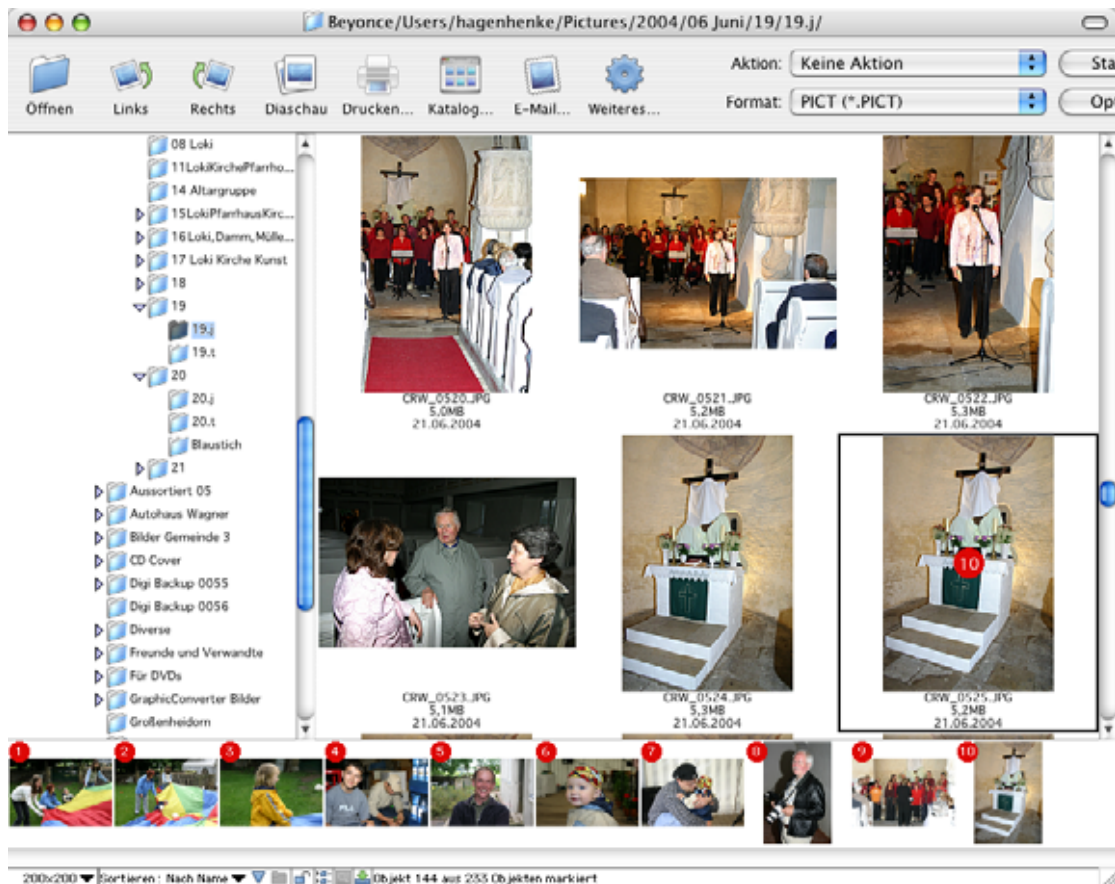 Beyonce/Users/hagenhenke/Pictures/2004/06 Juni/19/19.j/
Öffnen Links Rechts Diaschau Drucken... Katalog... E-Mail... Weiteres...
Aktion: Keine Aktion Sta
Format: PICT (*.PICT) Opt
08 Loki
11LokiKirchePfarrho...
14 Altargruppe
15LokiPfarrhausKirc...
16Loki,Damm,Mülle...
17 Loki Kirche Kunst
18
19
19.j
19.t
20
20.j
20.t
Blaustich
21
Aussortiert 05
Autohaus Wagner
Bilder Gemeinde 3
CD Cover
Digi Backup 0055
Digi Backup 0056
Diverse
Freunde und Verwandte
Für DVDs
GraphicConverter Bilder
Großenheidorn
CRW_0520.JPG
5,0MB
21.06.2004
CRW_0521.JPG
5,2MB
21.06.2004
CRW_0522.JPG
5,3MB
21.06.2004
10
CRW_0523.JPG
5,1MB
21.06.2004
CRW_0524.JPG
5,3MB
21.06.2004
CRW_0525.JPG
5,2MB
21.06.2004
1 2 3 4 5 6 7 8 9 10
FILA
200x200 Sortieren: Nach Name Objekt 144 aus 233 Objekten markiert